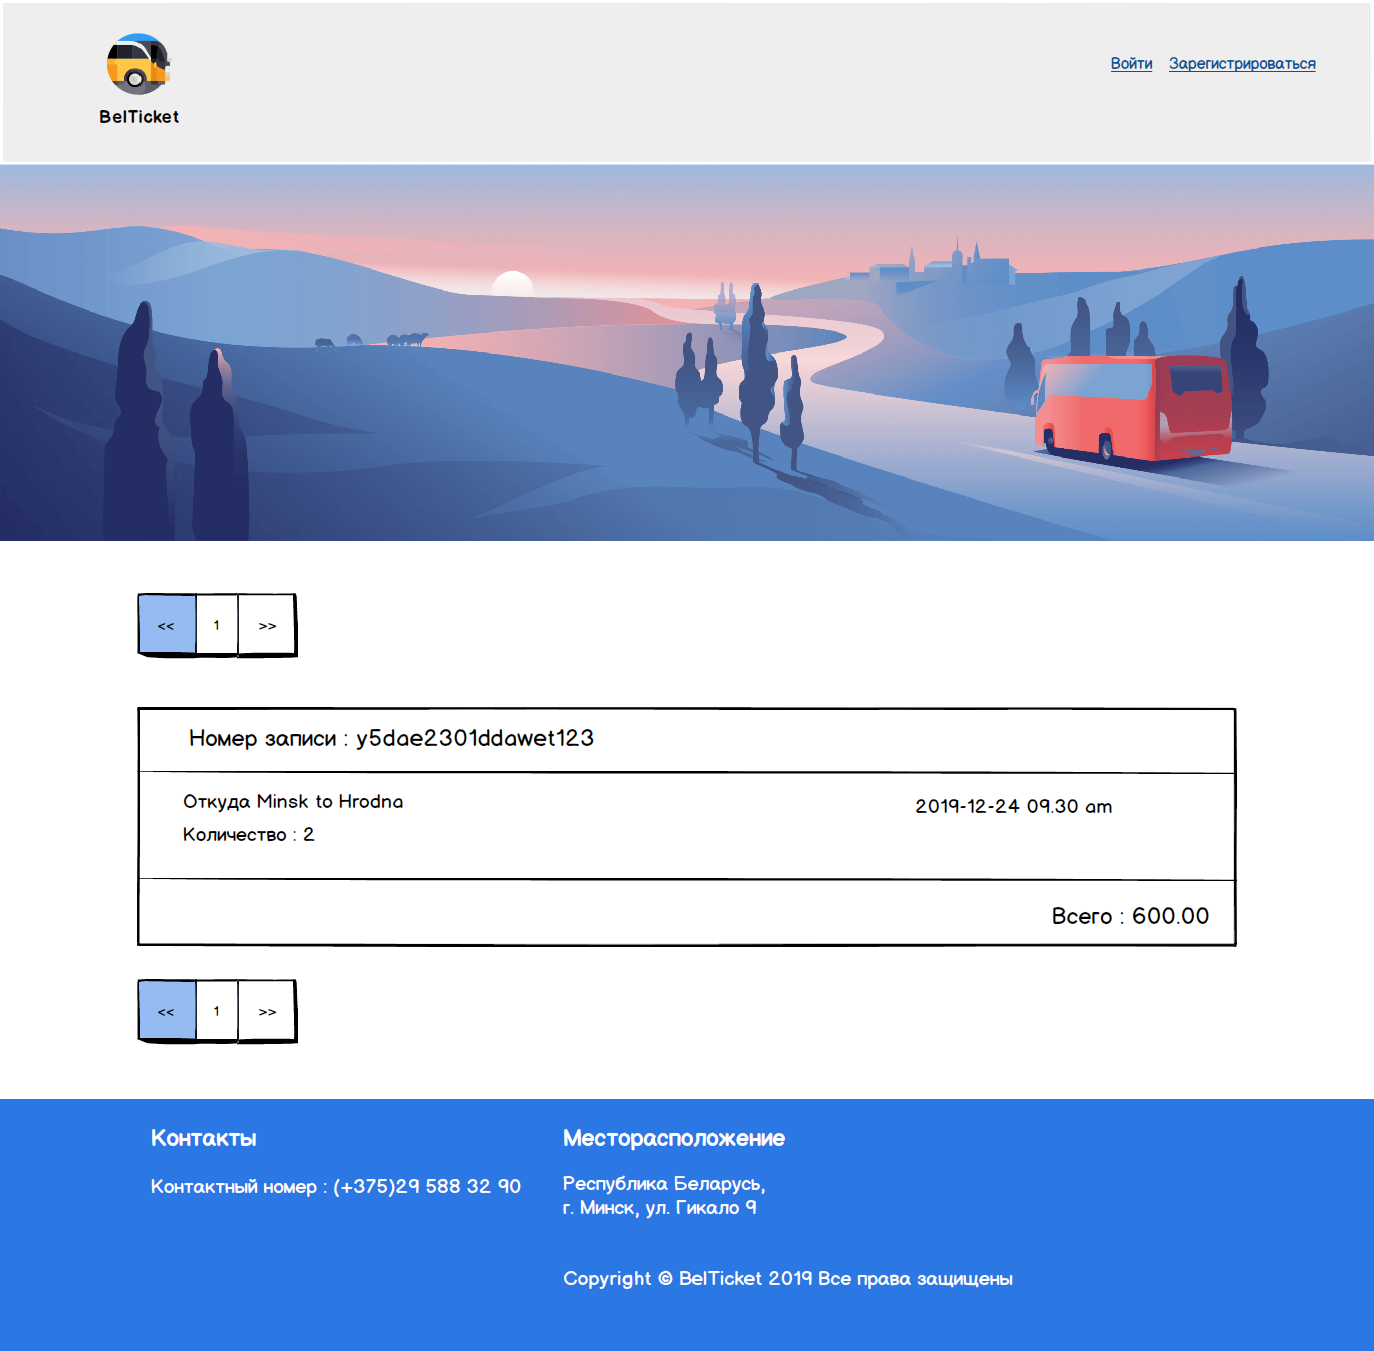 BelTicket
Войти Зарегистрироваться
<< 1 >>
Номер записи : y5dae2301ddawet123
Откуда Minsk to Hrodna
2019-12-24 09.30 am
Количество : 2
Всего : 600.00
<< 1 >>
Контакты
Контактный номер : (+375)29 588 32 90
Месторасположение
Республика Беларусь,
г. Минск, ул. Гикало 9
Copyright © BelTicket 2019 Все права защищены